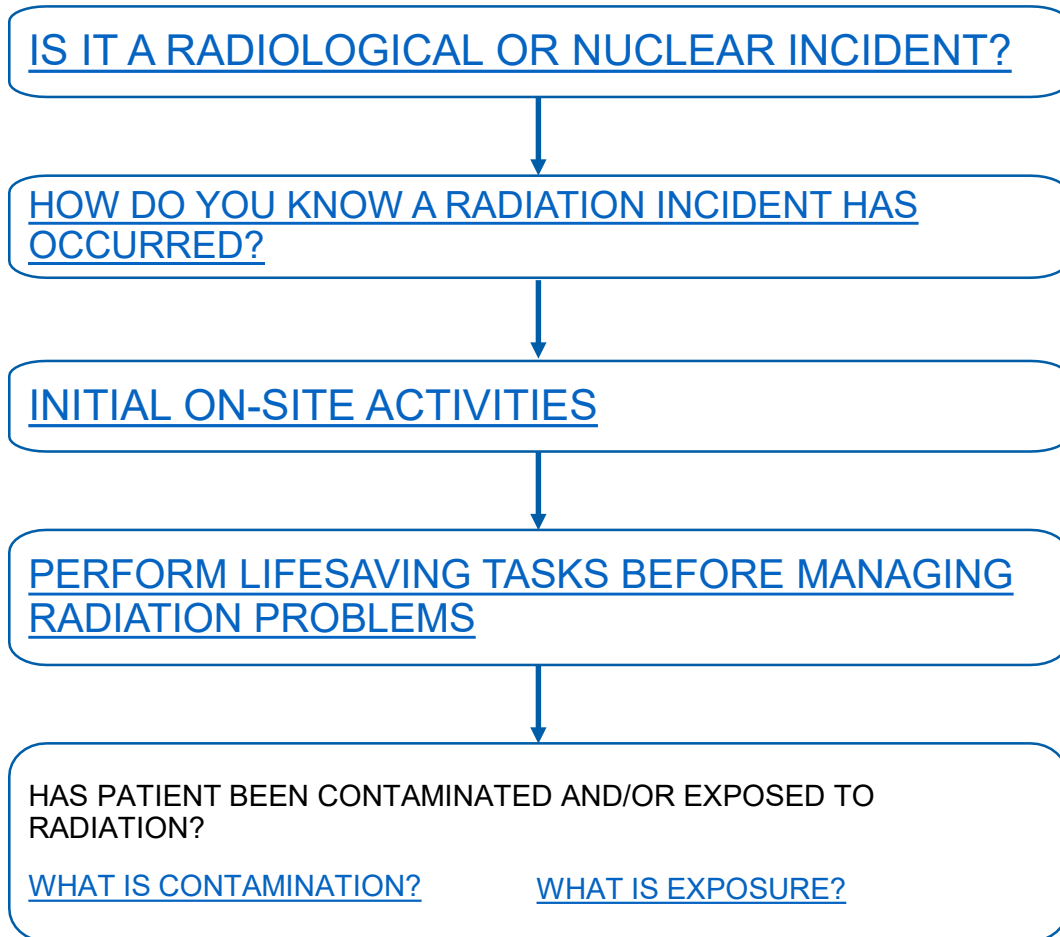 IS IT A RADIOLOGICAL OR NUCLEAR INCIDENT?
HOW DO YOU KNOW A RADIATION INCIDENT HAS
OCCURRED?
INITIAL ON-SITE ACTIVITIES
PERFORM LIFESAVING TASKS BEFORE MANAGING
RADIATION PROBLEMS
HAS PATIENT BEEN CONTAMINATED AND/OR EXPOSED TO
RADIATION?
WHAT IS CONTAMINATION?
WHAT IS EXPOSURE?